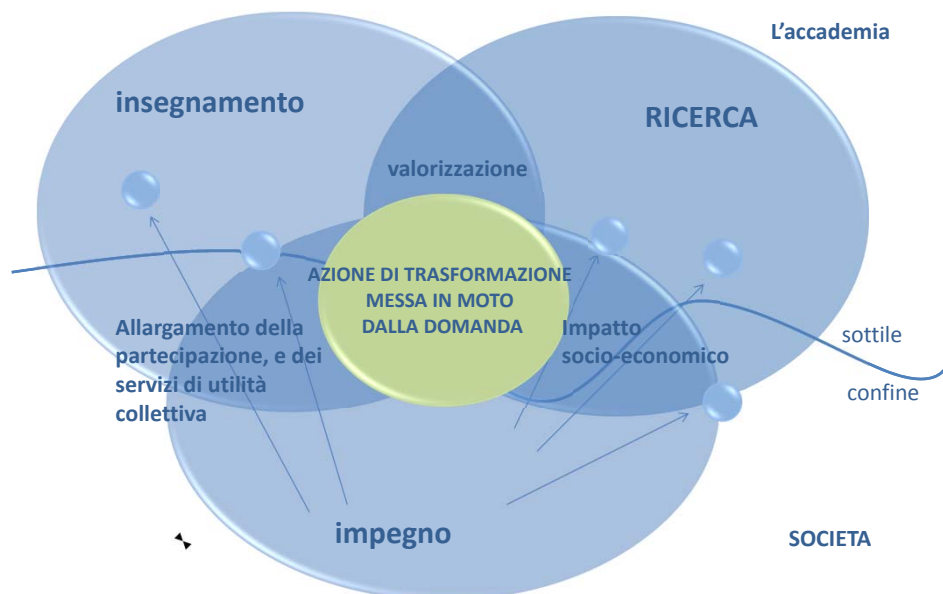 L'accademia
insegnamento
RICERCA
valorizzazione
AZIONE DI TRASFORMAZIONE
MESSA IN MOTO
DALLA DOMANDA
Allargamento della
partecipazione, e dei
servizi di utilità
collettiva
Impatto
socio-economico
sottile
confine
impegno
SOCIETA